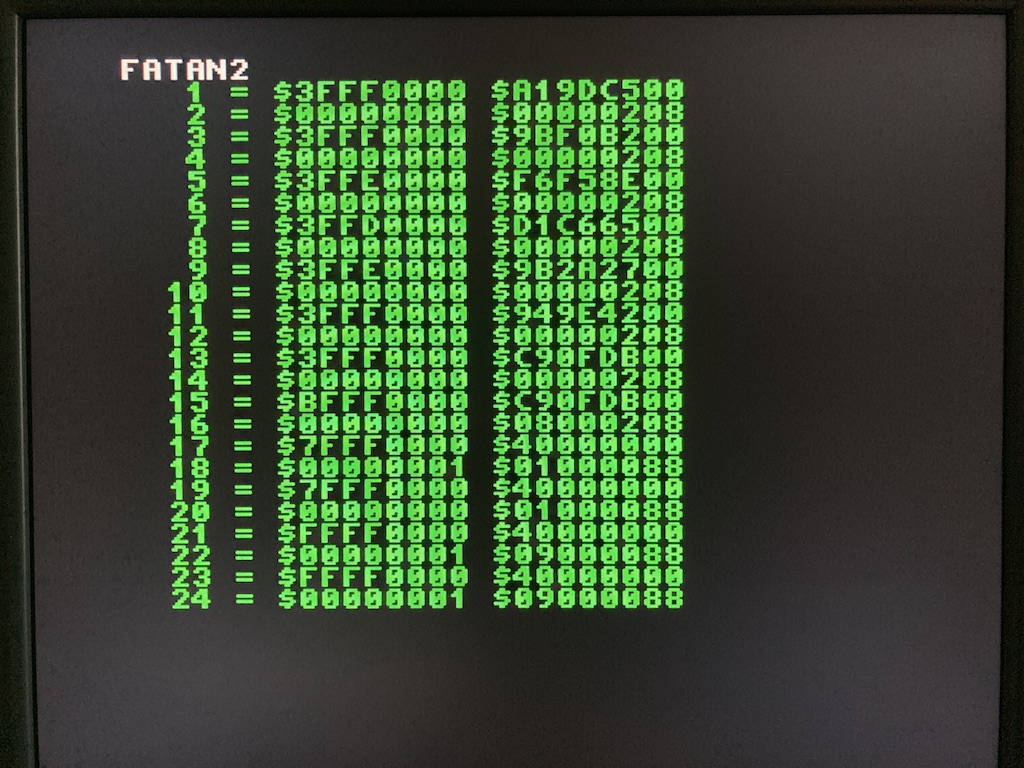 FATAN2
1 = $3FFF0000 $A19DC500
2 = $00000000 $00000208
3 = $3FFF0000 $9BF0B200
4 = $00000000 $00000208
5 = $3FFE0000 $F6F58E00
6 = $00000000 $00000208
7 = $3FFD0000 $D1C66500
8 = $00000000 $00000208
9 = $3FFE0000 $9B2A2700
10 = $00000000 $00000208
11 = $3FFF0000 $949E4200
12 = $00000000 $00000208
13 = $3FFF0000 $C90FDB00
14 = $00000000 $00000208
15 = $BFFF0000 $C90FDB00
16 = $00000000 $08000208
17 = $7FFF0000 $40000000
18 = $00000001 $01000088
19 = $7FFF0000 $40000000
20 = $00000001 $01000088
21 = $FFFF0000 $40000000
22 = $00000001 $09000088
23 = $FFFF0000 $40000000
24 = $00000001 $09000088